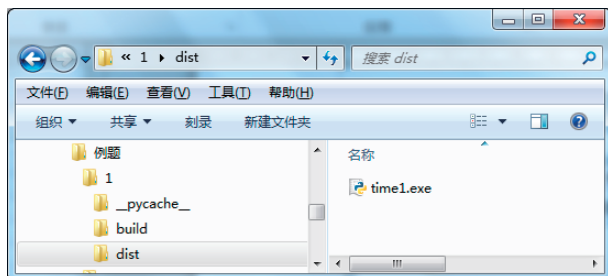 « 1 ▸ dist 搜索 dist
文件(F) 编辑(E) 查看(V) 工具(T) 帮助(H)
组织 共享 刻录 新建文件夹
例题
1
__pycache__
build
dist
名称
time1.exe